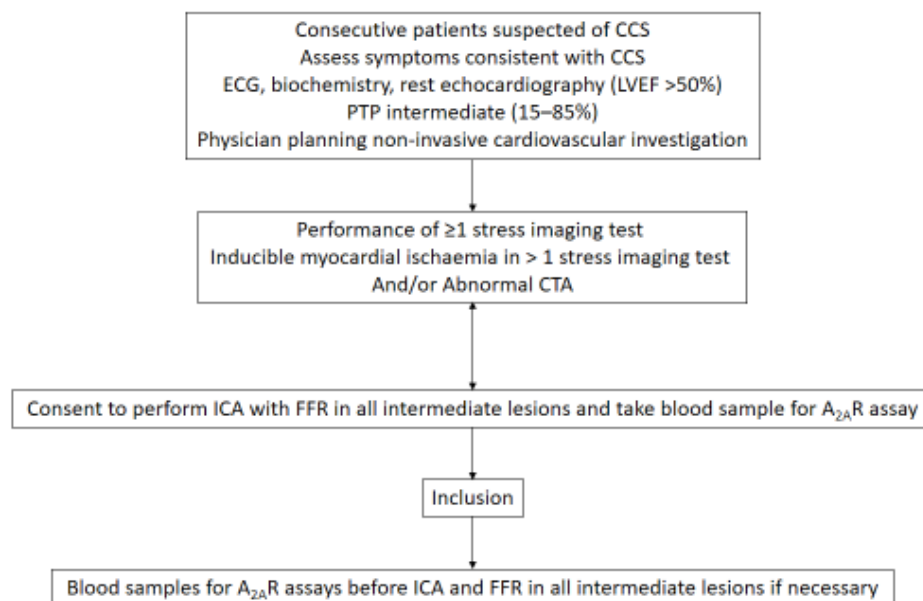 Consecutive patients suspected of CCS
Assess symptoms consistent with CCS
ECG, biochemistry, rest echocardiography (LVEF >50%)
PTP intermediate (15–85%)
Physician planning non-invasive cardiovascular investigation
Performance of ≥1 stress imaging test
Inducible myocardial ischaemia in > 1 stress imaging test
And/or Abnormal CTA
Consent to perform ICA with FFR in all intermediate lesions and take blood sample for A₂ₐR assay
Inclusion
Blood samples for A₂ₐR assays before ICA and FFR in all intermediate lesions if necessary